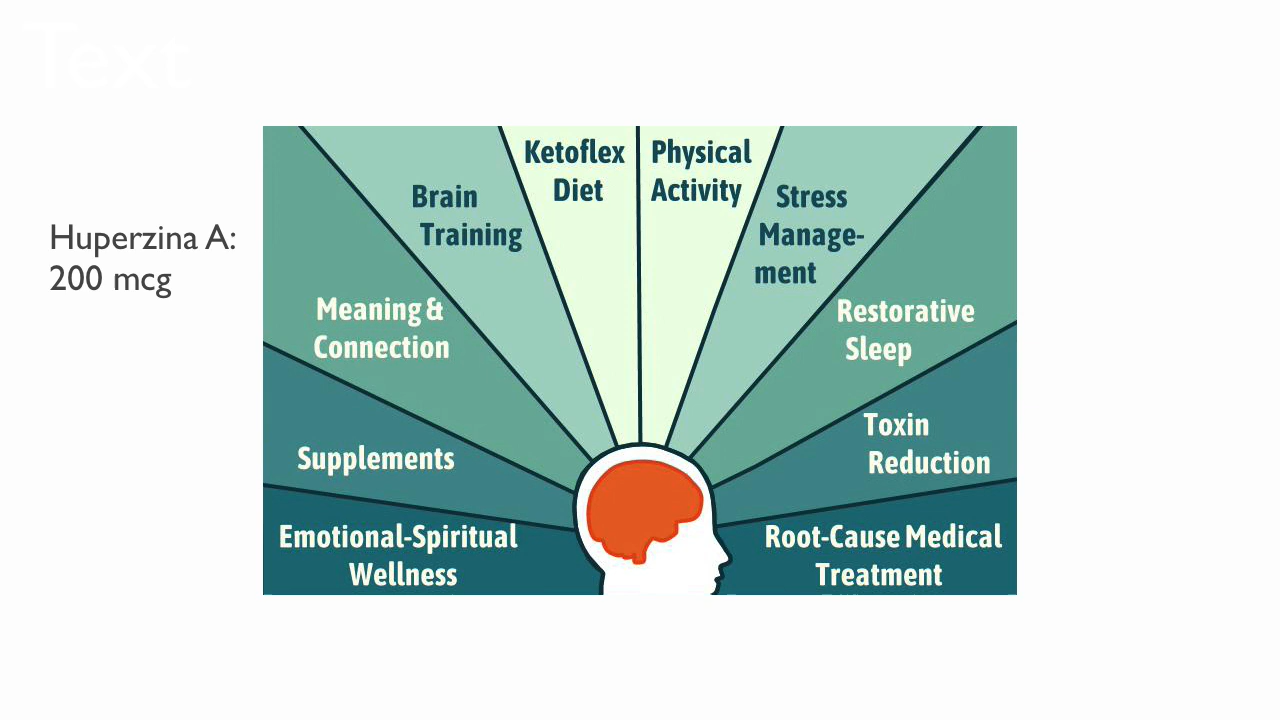 Text
Huperzina A:
200 mcg
Ketoflex
Diet
Physical
Activity
Brain
Training
Stress
Manage-
ment
Meaning &
Connection
Restorative
Sleep
Supplements
Toxin
Reduction
Emotional-Spiritual
Wellness
Root-Cause Medical
Treatment